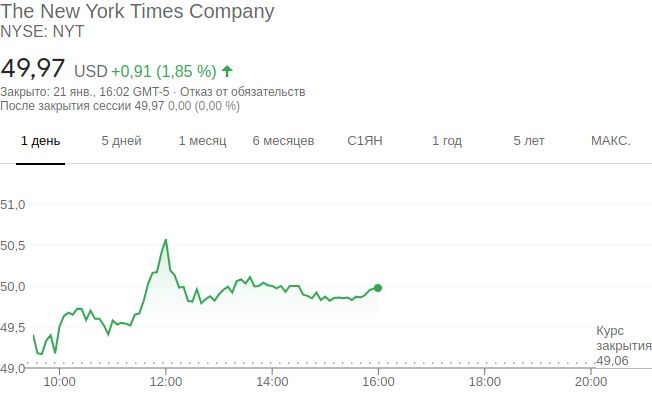 The New York Times Company
NYSE: NYT
49,97 USD +0,91 (1,85 %)
Закрыто: 21 янв., 16:02 GMT-5 · Отказ от обязательств
После закрытия сессии 49,97 0,00 (0,00 %)
1 день 5 дней 1 месяц 6 месяцев С1ЯН 1 год 5 лет МАКС.
51,0
50,5
50,0
49,5
49,0
Курс
закрытия
49,06
10:00 12:00 14:00 16:00 18:00 20:00